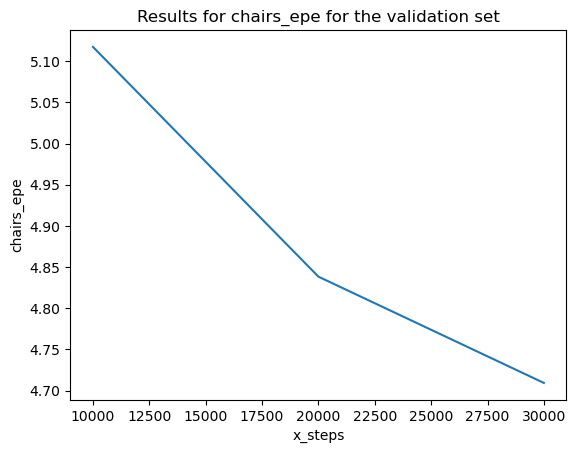 Results for chairs_epe for the validation set
5.10
5.05
5.00
4.95
4.90
4.85
4.80
4.75
4.70
chairs_epe
10000 12500 15000 17500 20000 22500 25000 27500 30000
x_steps